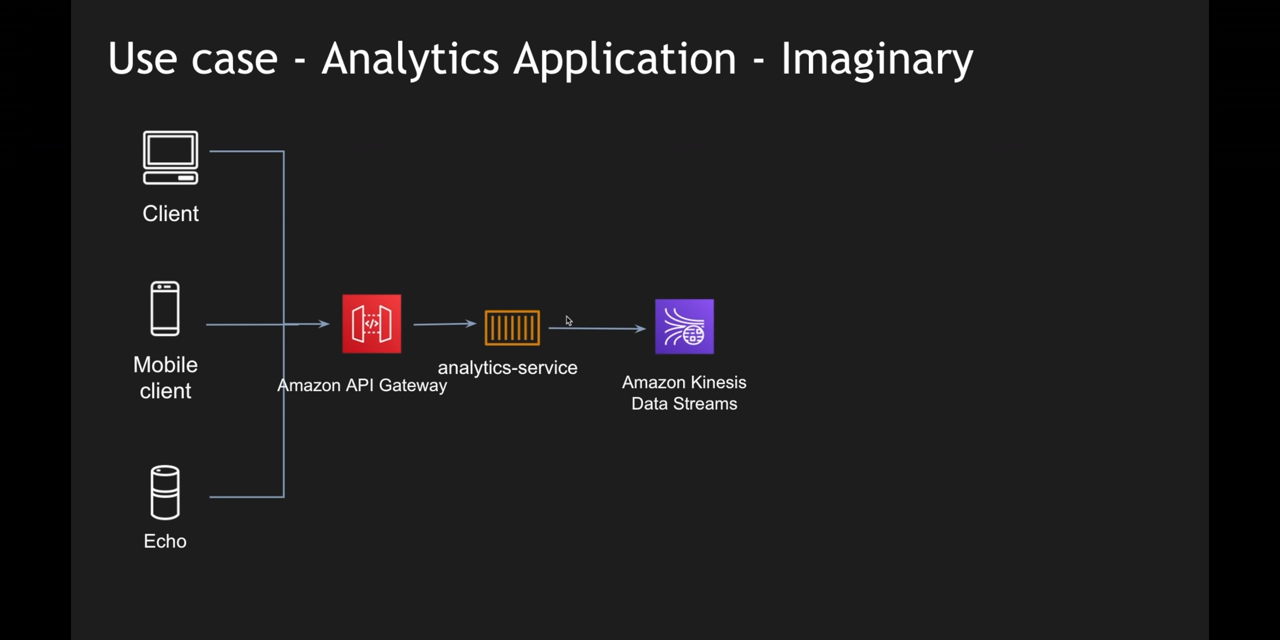 Use case - Analytics Application - Imaginary
Client
Mobile
client
Amazon API Gateway
analytics-service
Amazon Kinesis
Data Streams
Echo